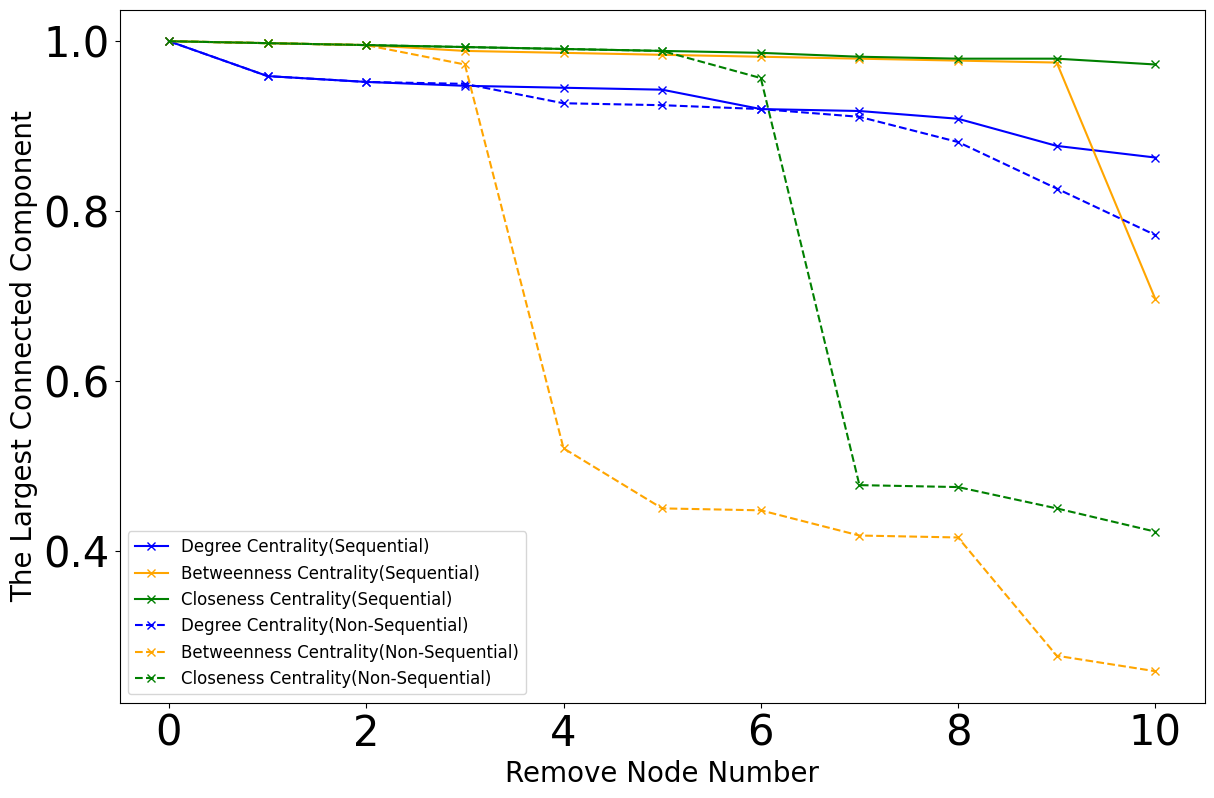 The Largest Connected Component
1.0
0.8
0.6
0.4
Degree Centrality(Sequential)
Betweenness Centrality(Sequential)
Closeness Centrality(Sequential)
Degree Centrality(Non-Sequential)
Betweenness Centrality(Non-Sequential)
Closeness Centrality(Non-Sequential)
0 2 4 6 8 10
Remove Node Number